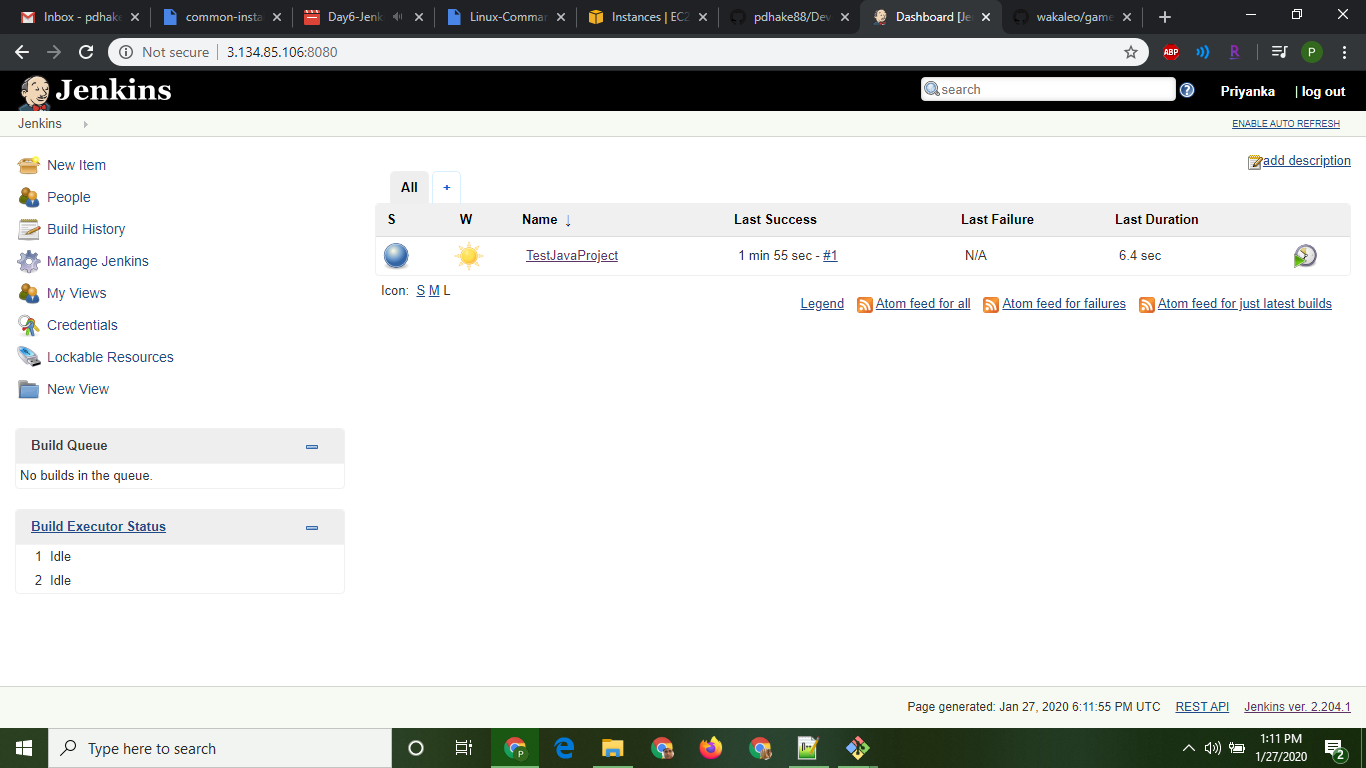 Inbox - pdhake
common-insta
Day6-Jenk
Linux-Comman
Instances | EC2
pdhake88/Dev
Dashboard [Je
wakaleo/game
Not secure | 3.134.85.106:8080
ABP
R
P
Jenkins
search
Priyanka | log out
Jenkins
ENABLE AUTO REFRESH
New Item
People
Build History
Manage Jenkins
My Views
Credentials
Lockable Resources
New View
Build Queue
No builds in the queue.
Build Executor Status
1 Idle
2 Idle
add description
All +
S W Name ↓ Last Success Last Failure Last Duration
TestJavaProject 1 min 55 sec - #1 N/A 6.4 sec
Icon: S M L
Legend Atom feed for all Atom feed for failures Atom feed for just latest builds
Page generated: Jan 27, 2020 6:11:55 PM UTC REST API Jenkins ver. 2.204.1
Type here to search
1:11 PM
1/27/2020
2